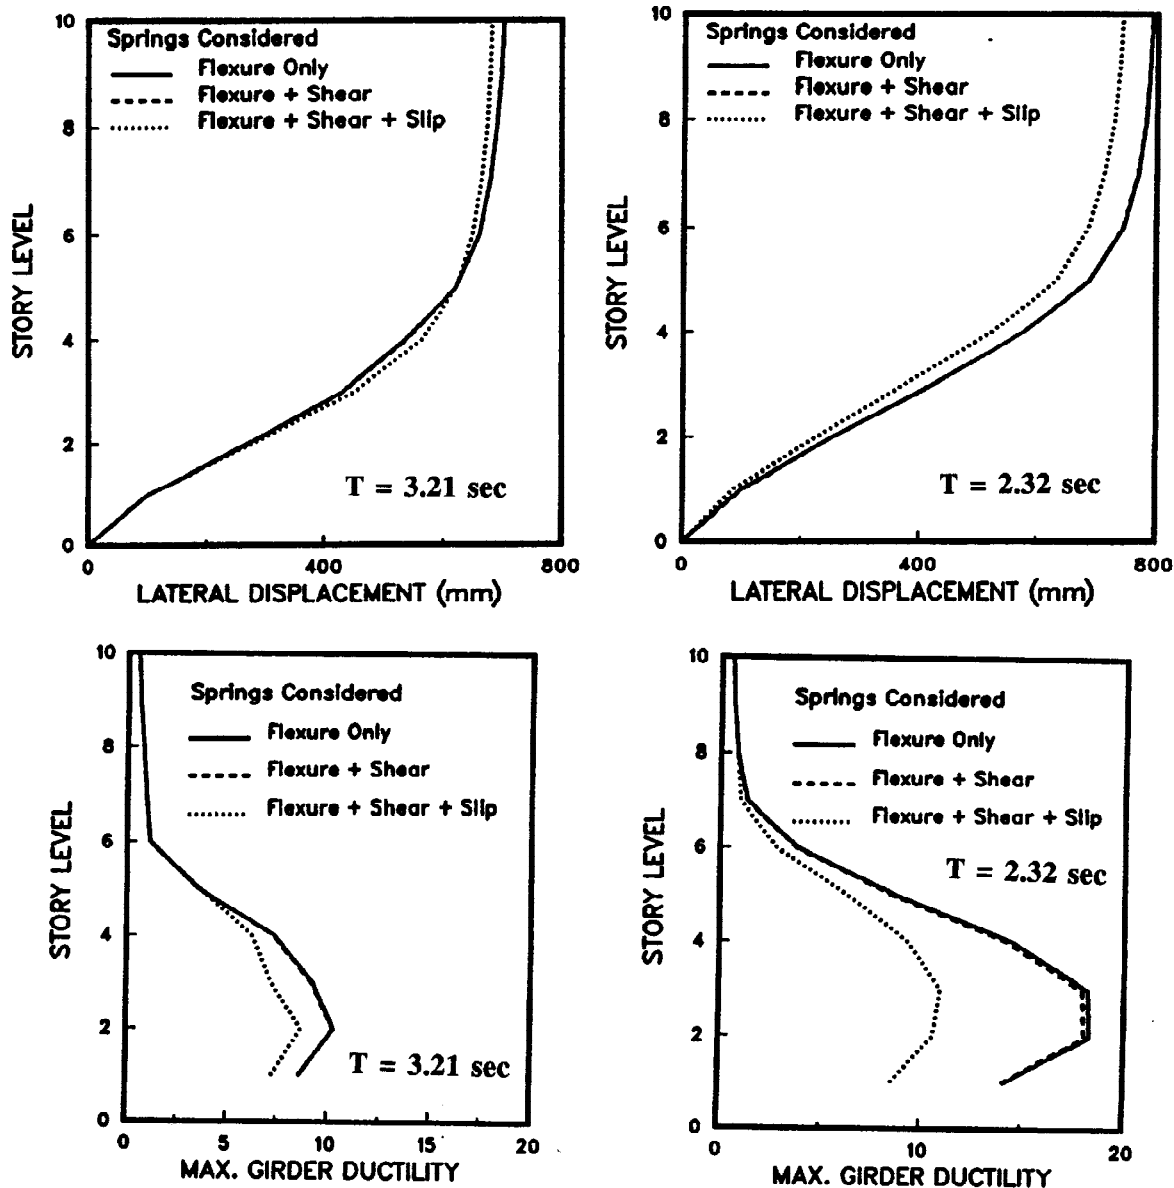 10
8
6
4
2
0
STORY LEVEL
Springs Considered
Flexure Only
Flexure + Shear
Flexure + Shear + Slip
T = 3.21 sec
0
400
800
LATERAL DISPLACEMENT (mm)
10
8
6
4
2
0
STORY LEVEL
Springs Considered
Flexure Only
Flexure + Shear
Flexure + Shear + Slip
T = 2.32 sec
0
400
800
LATERAL DISPLACEMENT (mm)
10
8
6
4
2
0
STORY LEVEL
Springs Considered
Flexure Only
Flexure + Shear
Flexure + Shear + Slip
T = 3.21 sec
0
5
10
15
20
MAX. GIRDER DUCTILITY
10
8
6
4
2
0
STORY LEVEL
Springs Considered
Flexure Only
Flexure + Shear
Flexure + Shear + Slip
T = 2.32 sec
0
10
20
MAX. GIRDER DUCTILITY